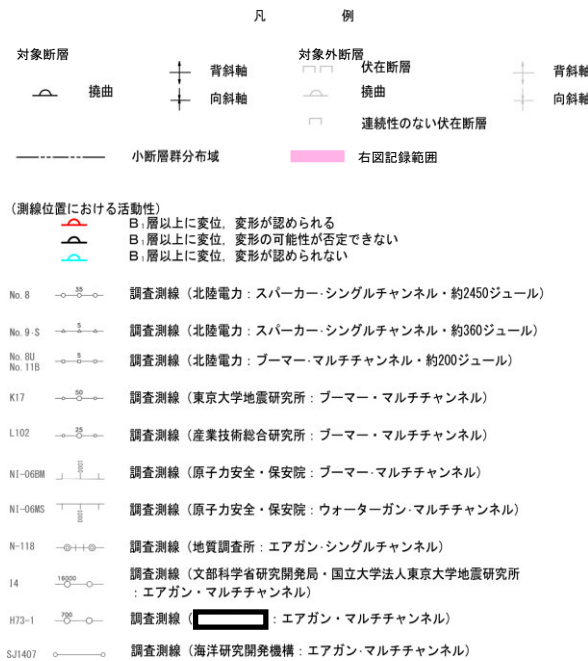 凡 例
対象断層
撓曲
背斜軸
向斜軸
対象外断層
伏在断層
撓曲
連続性のない伏在断層
背斜軸
向斜軸
小断層群分布域
右図記録範囲
(測線位置における活動性)
B₁層以上に変位，変形が認められる
B₁層以上に変位，変形の可能性が否定できない
B₁層以上に変位，変形が認められない
No.8 35 調査測線（北陸電力：スパーカー・シングルチャンネル・約2450ジュール）
No.9·S 5 調査測線（北陸電力：スパーカー・シングルチャンネル・約360ジュール）
No.8U
No.11B 5 調査測線（北陸電力：ブーマー・マルチチャンネル・約200ジュール）
K17 50 調査測線（東京大学地震研究所：ブーマー・マルチチャンネル）
L102 25 調査測線（産業技術総合研究所：ブーマー・マルチチャンネル）
NI-06BM 1000 調査測線（原子力安全・保安院：ブーマー・マルチチャンネル）
NI-06MS 1000 調査測線（原子力安全・保安院：ウォーターガン・マルチチャンネル）
N-118 調査測線（地質調査所：エアガン・シングルチャンネル）
I4 16000 調査測線（文部科学省研究開発局・国立大学法人東京大学地震研究所
：エアガン・マルチチャンネル）
H73-1 700 調査測線（ ：エアガン・マルチチャンネル）
SJ1407 調査測線（海洋研究開発機構：エアガン・マルチチャンネル）